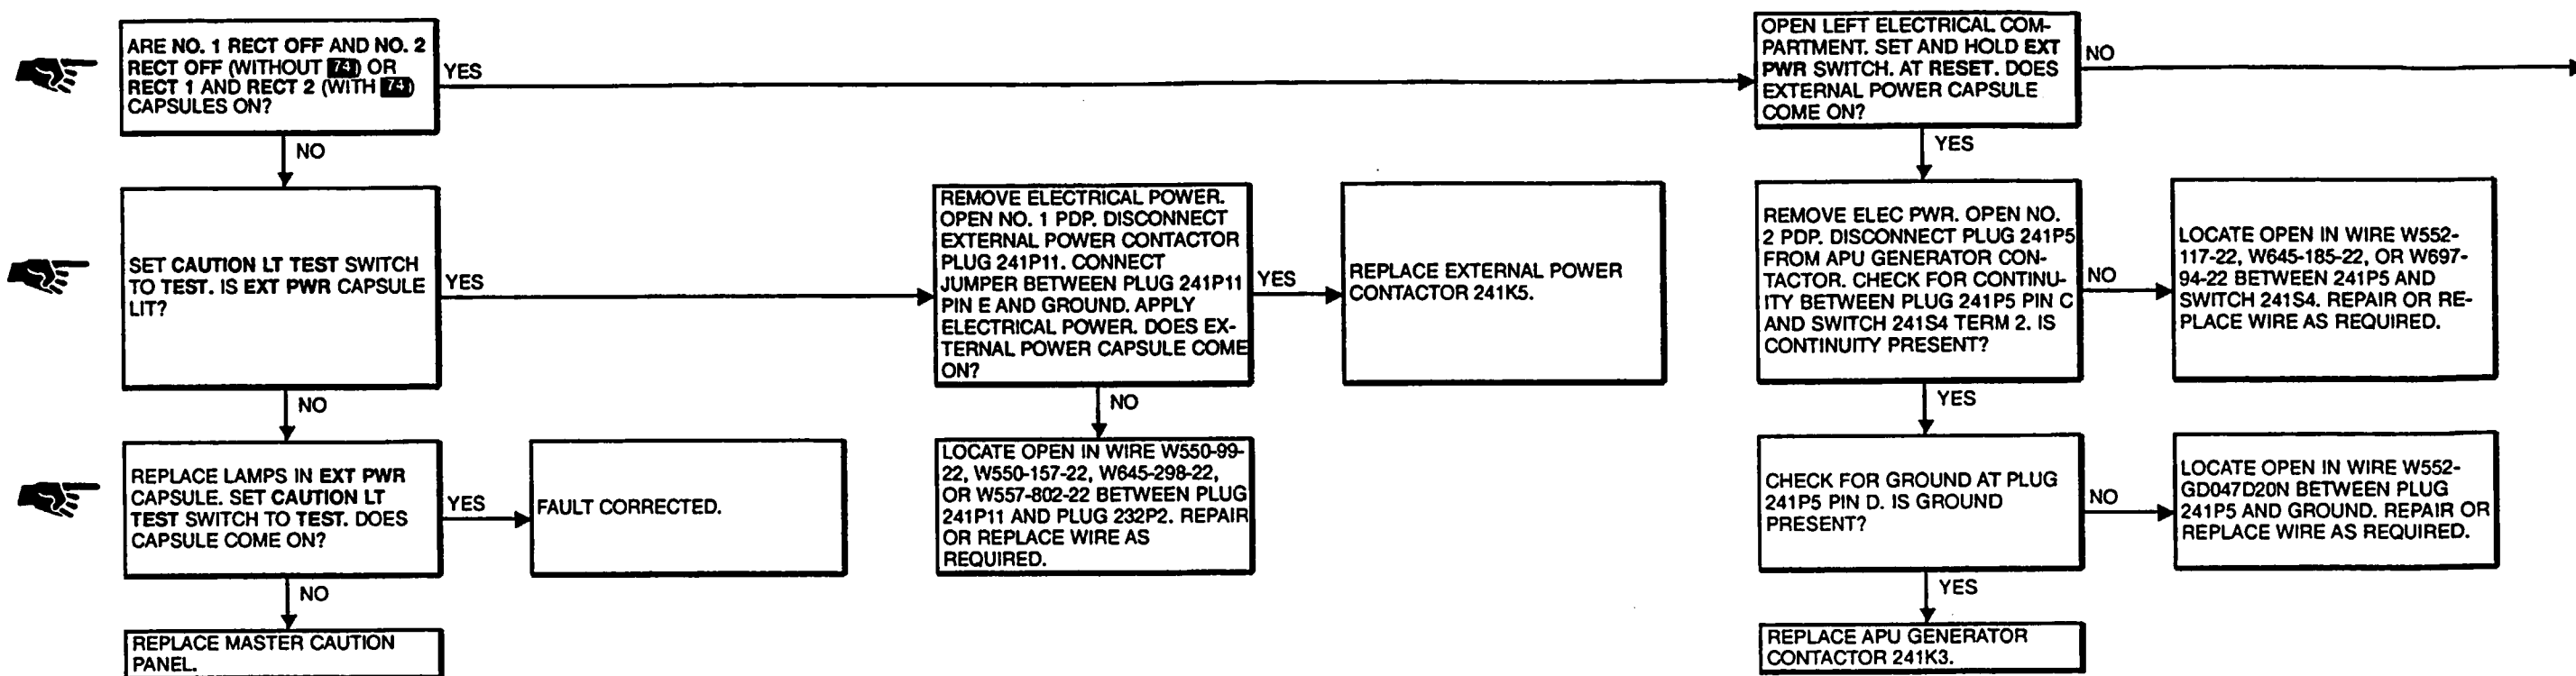 ARE NO. 1 RECT OFF AND NO. 2
RECT OFF (WITHOUT 74) OR
RECT 1 AND RECT 2 (WITH 74)
CAPSULES ON?
YES
NO
SET CAUTION LT TEST SWITCH
TO TEST. IS EXT PWR CAPSULE
LIT?
YES
NO
REPLACE LAMPS IN EXT PWR
CAPSULE. SET CAUTION LT
TEST SWITCH TO TEST. DOES
CAPSULE COME ON?
YES
FAULT CORRECTED.
NO
REPLACE MASTER CAUTION
PANEL.
REMOVE ELECTRICAL POWER.
OPEN NO. 1 PDP. DISCONNECT
EXTERNAL POWER CONTACTOR
PLUG 241P11. CONNECT
JUMPER BETWEEN PLUG 241P11
PIN E AND GROUND. APPLY
ELECTRICAL POWER. DOES EX-
TERNAL POWER CAPSULE COME
ON?
YES
REPLACE EXTERNAL POWER
CONTACTOR 241K5.
NO
LOCATE OPEN IN WIRE W550-99-
22, W550-157-22, W645-298-22,
OR W557-802-22 BETWEEN PLUG
241P11 AND PLUG 232P2. REPAIR
OR REPLACE WIRE AS
REQUIRED.
OPEN LEFT ELECTRICAL COM-
PARTMENT. SET AND HOLD EXT
PWR SWITCH. AT RESET. DOES
EXTERNAL POWER CAPSULE
COME ON?
NO
YES
REMOVE ELEC PWR. OPEN NO.
2 PDP. DISCONNECT PLUG 241P5
FROM APU GENERATOR CON-
TACTOR. CHECK FOR CONTINU-
ITY BETWEEN PLUG 241P5 PIN C
AND SWITCH 241S4 TERM 2. IS
CONTINUITY PRESENT?
NO
LOCATE OPEN IN WIRE W552-
117-22, W645-185-22, OR W697-
94-22 BETWEEN 241P5 AND
SWITCH 241S4. REPAIR OR RE-
PLACE WIRE AS REQUIRED.
YES
CHECK FOR GROUND AT PLUG
241P5 PIN D. IS GROUND
PRESENT?
NO
LOCATE OPEN IN WIRE W552-
GD047D20N BETWEEN PLUG
241P5 AND GROUND. REPAIR OR
REPLACE WIRE AS REQUIRED.
YES
REPLACE APU GENERATOR
CONTACTOR 241K3.